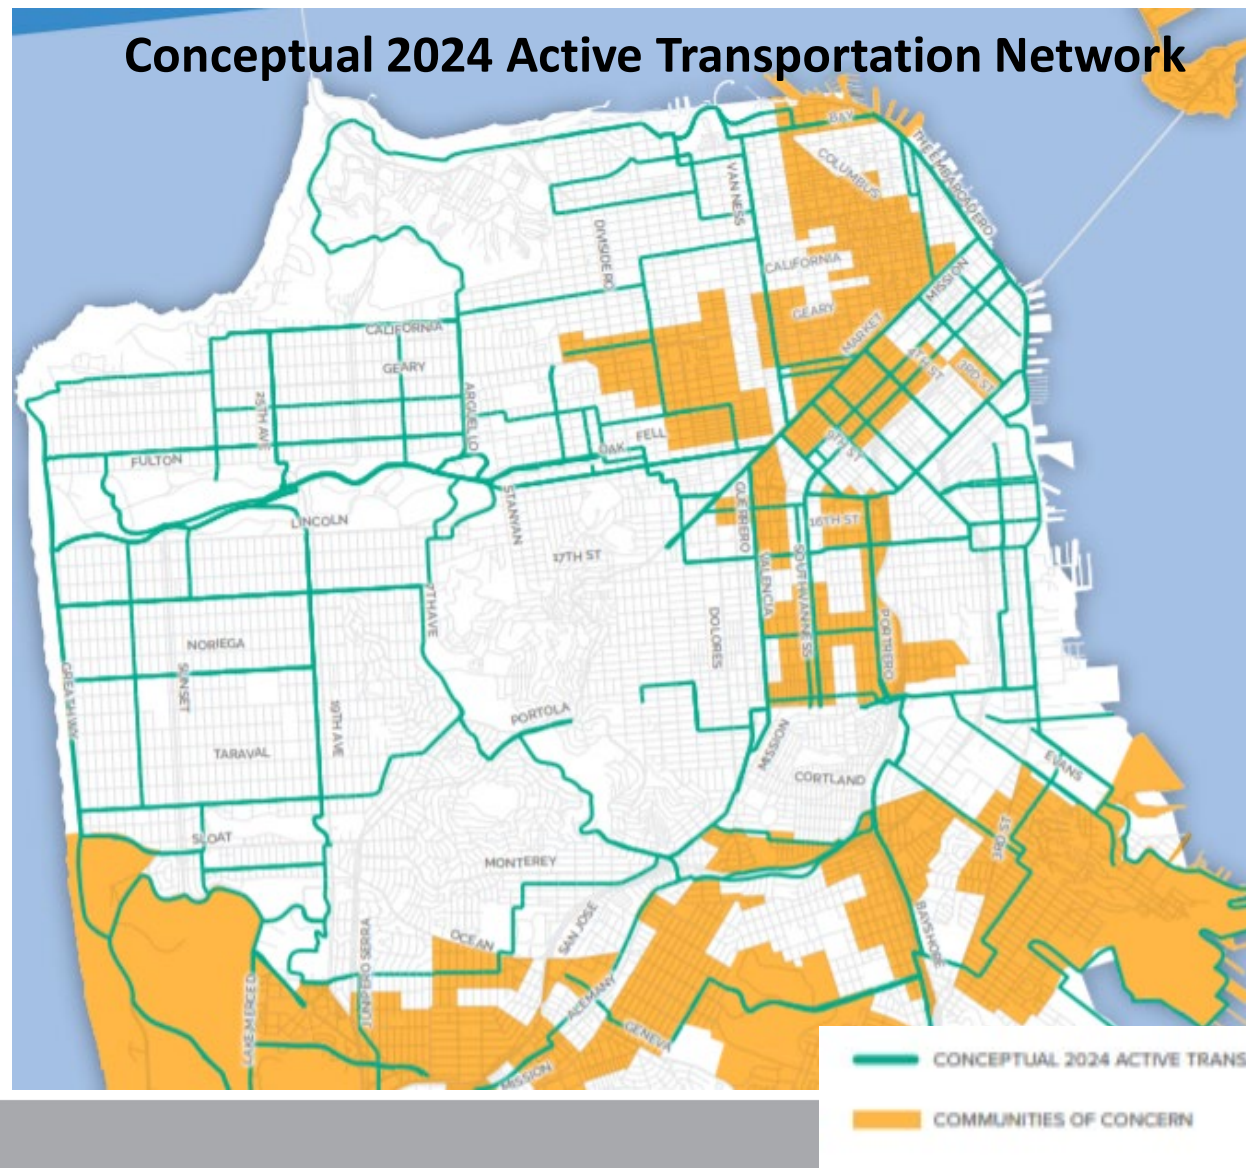 Conceptual 2024 Active Transportation Network
BAY
THE EMBARCADERO
COLUMBUS
VAN NESS
DIVISADERO
CALIFORNIA
MISSION
GEARY
MARKET
CALIFORNIA
GEARY
4TH ST
3RD ST
25TH AVE
ARGUELLO
FELL
OAK
9TH ST
FULTON
STANYAN
GUERRERO
LINCOLN
16TH ST
17TH ST
VALENCIA
SOUTH VAN NESS
7TH AVE
DOLORES
POTRERO
NORIEGA
SUNSET
GREAT HWY
19TH AVE
PORTOLA
TARAVAL
MISSION
EVANS
CORTLAND
SLOAT
3RD ST
MONTEREY
BAYSHORE
SAN JOSE
OCEAN
JUNIPERO SERRA
LAKE MERCED
ALEMANY
GENEVA
MISSION
CONCEPTUAL 2024 ACTIVE TRANS
COMMUNITIES OF CONCERN